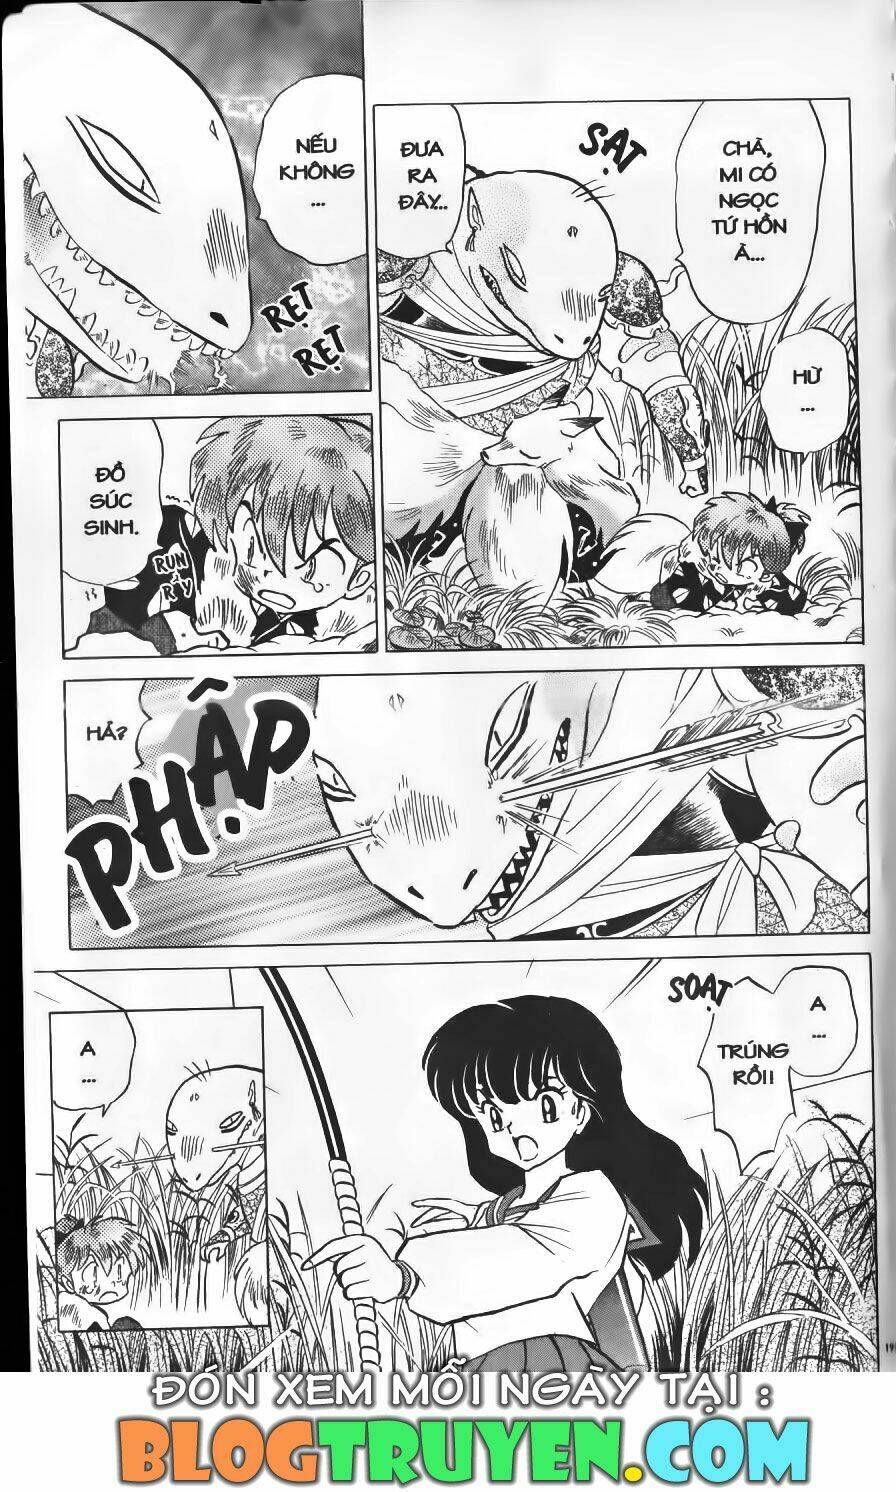 SẠT
CHÀ,
MI CÓ
NGỌC
TỨ HỒN
À...
HỪ
...
ĐƯA
RA
ĐÂY...
NẾU
KHÔNG
...
RẸT
RẸT
ĐỒ
SÚC
SINH.
RUN
RẨY
HẢ?
PHẬP
SOẠT
A
...
TRÚNG
RỒI!
A
...
ĐÓN XEM MỖI NGÀY TẠI :
BLOGTRUYEN.COM